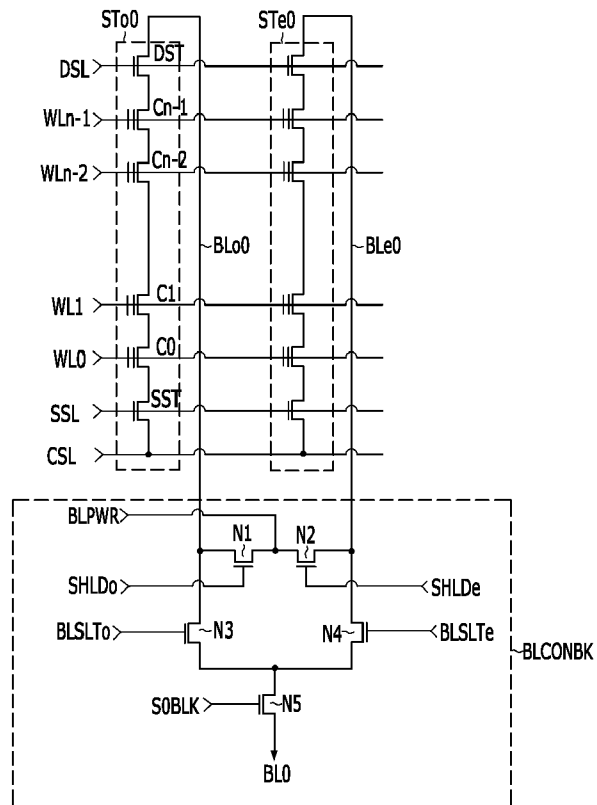 STo0 STe0
DSL DST
WLn-1 Cn-1
WLn-2 Cn-2
BLo0 BLe0
WL1 C1
WL0 C0
SSL SST
CSL
BLPWR
N1 N2
SHLDo SHLDe
BLSLTo N3 N4 BLSLTe
BLCONBK
S0BLK N5
BL0